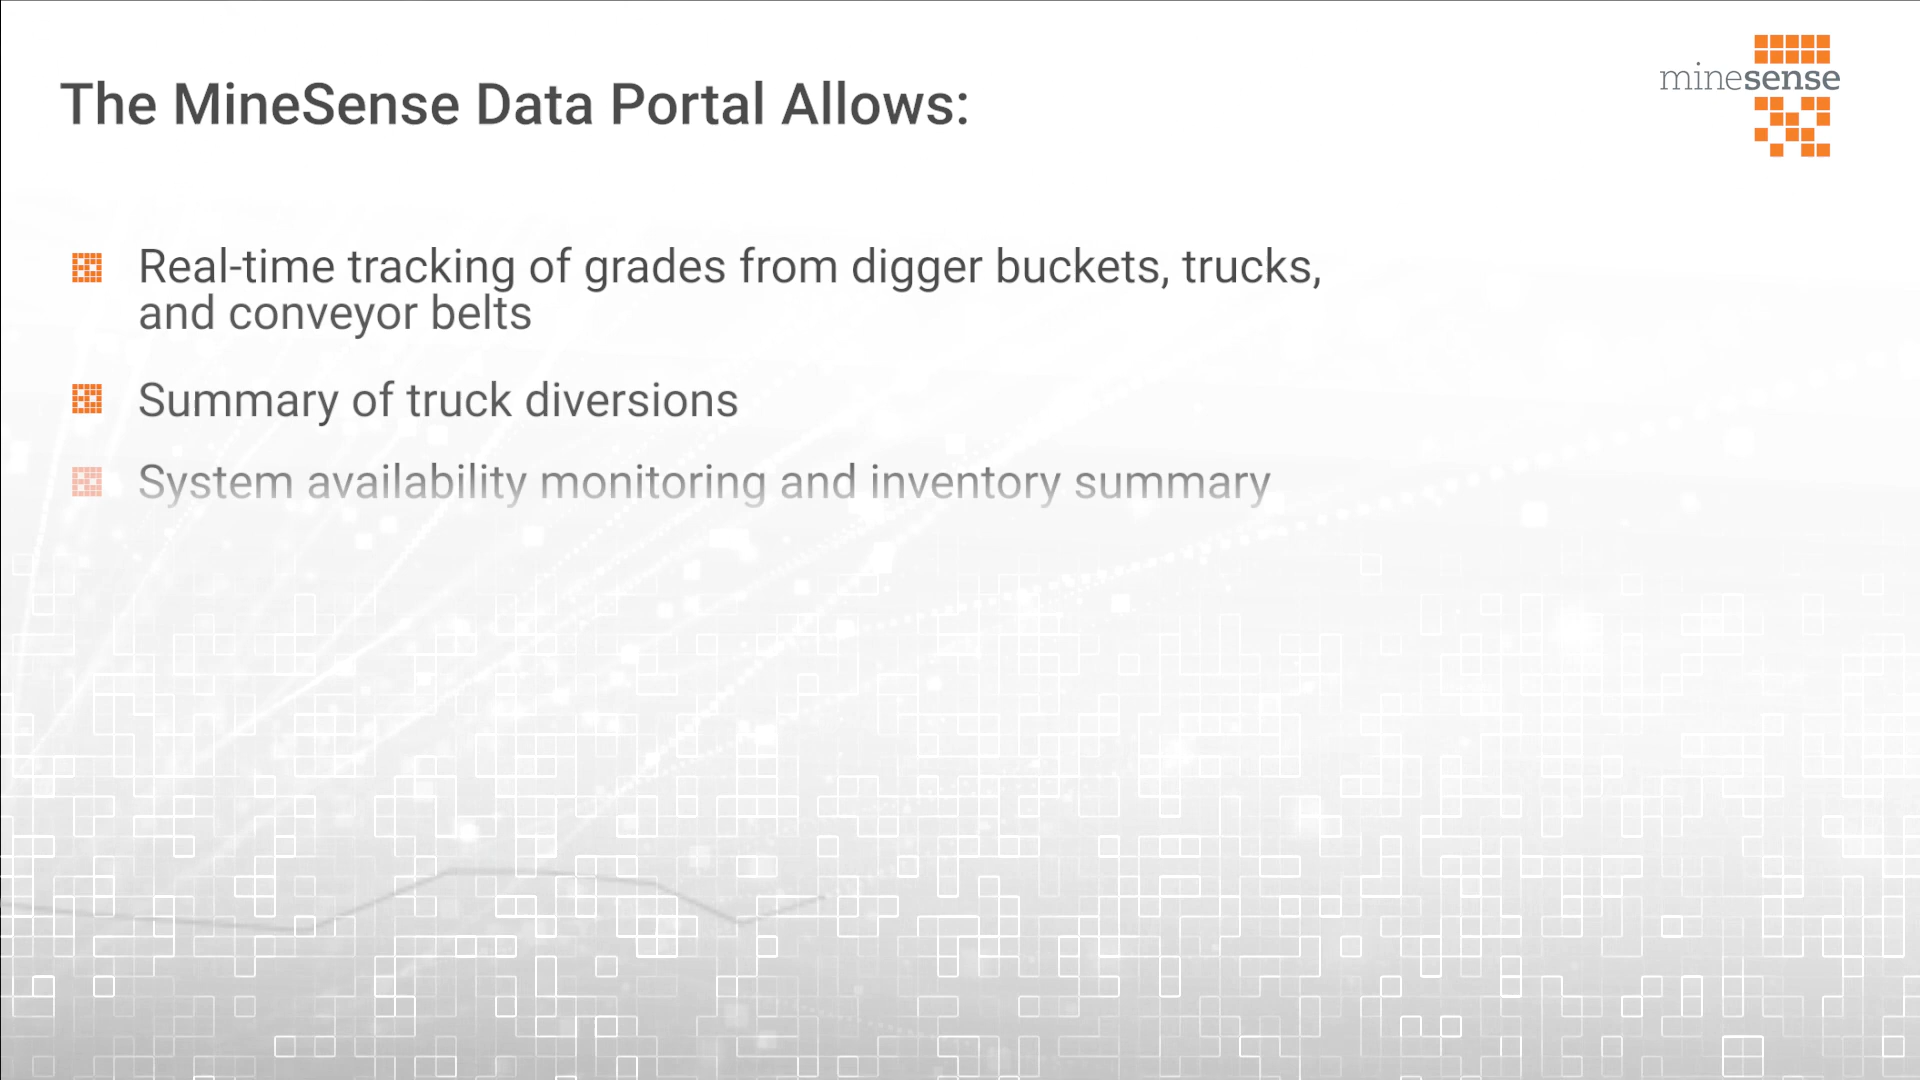 The MineSense Data Portal Allows:
minesense
Real-time tracking of grades from digger buckets, trucks,
and conveyor belts
Summary of truck diversions
System availability monitoring and inventory summary